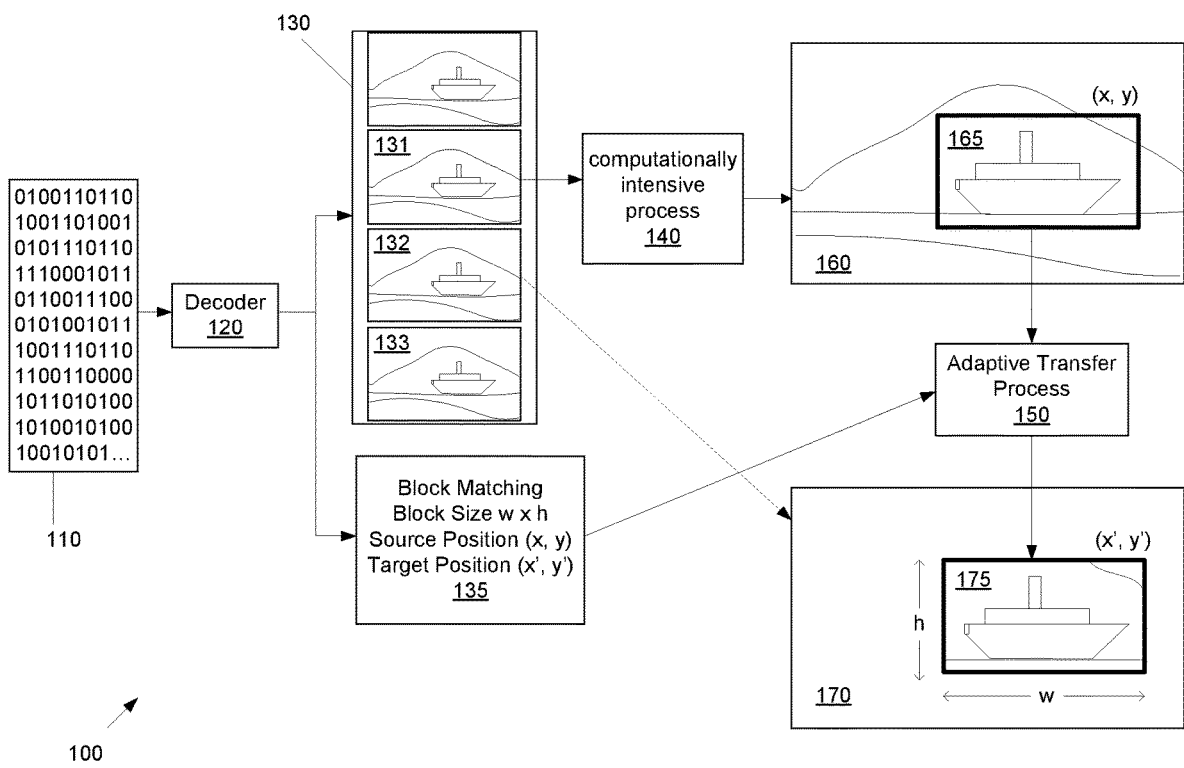 130
131
132
133
0100110110
1001101001
0101110110
1110001011
0110011100
0101001011
1001110110
1100110000
1011010100
1010010100
10010101...
110
Decoder
120
computationally
intensive
process
140
(x, y)
165
160
Adaptive Transfer
Process
150
Block Matching
Block Size w x h
Source Position (x, y)
Target Position (x', y')
135
(x', y')
175
h
w
170
100